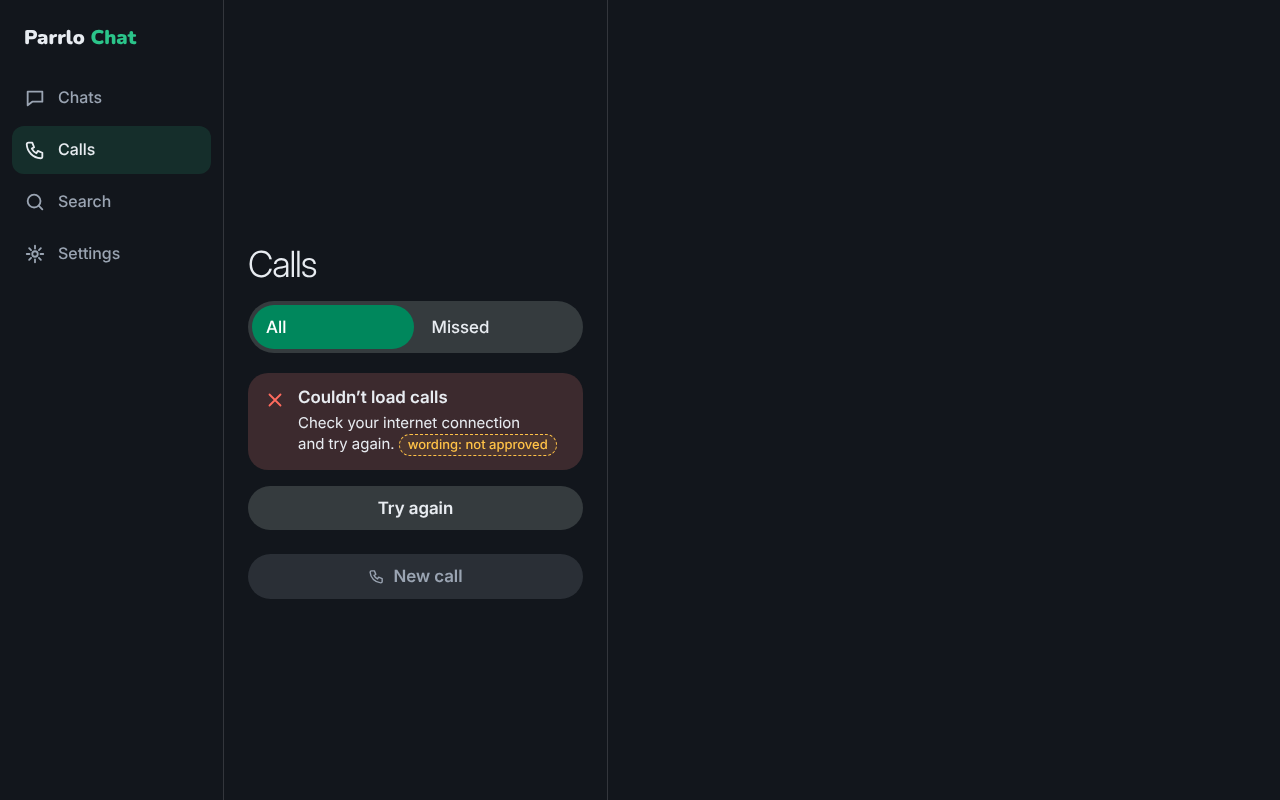 Parrlo Chat
Chats
Calls
Search
Settings
Calls
All
Missed
Couldn’t load calls
Check your internet connection
and try again. wording: not approved
Try again
New call